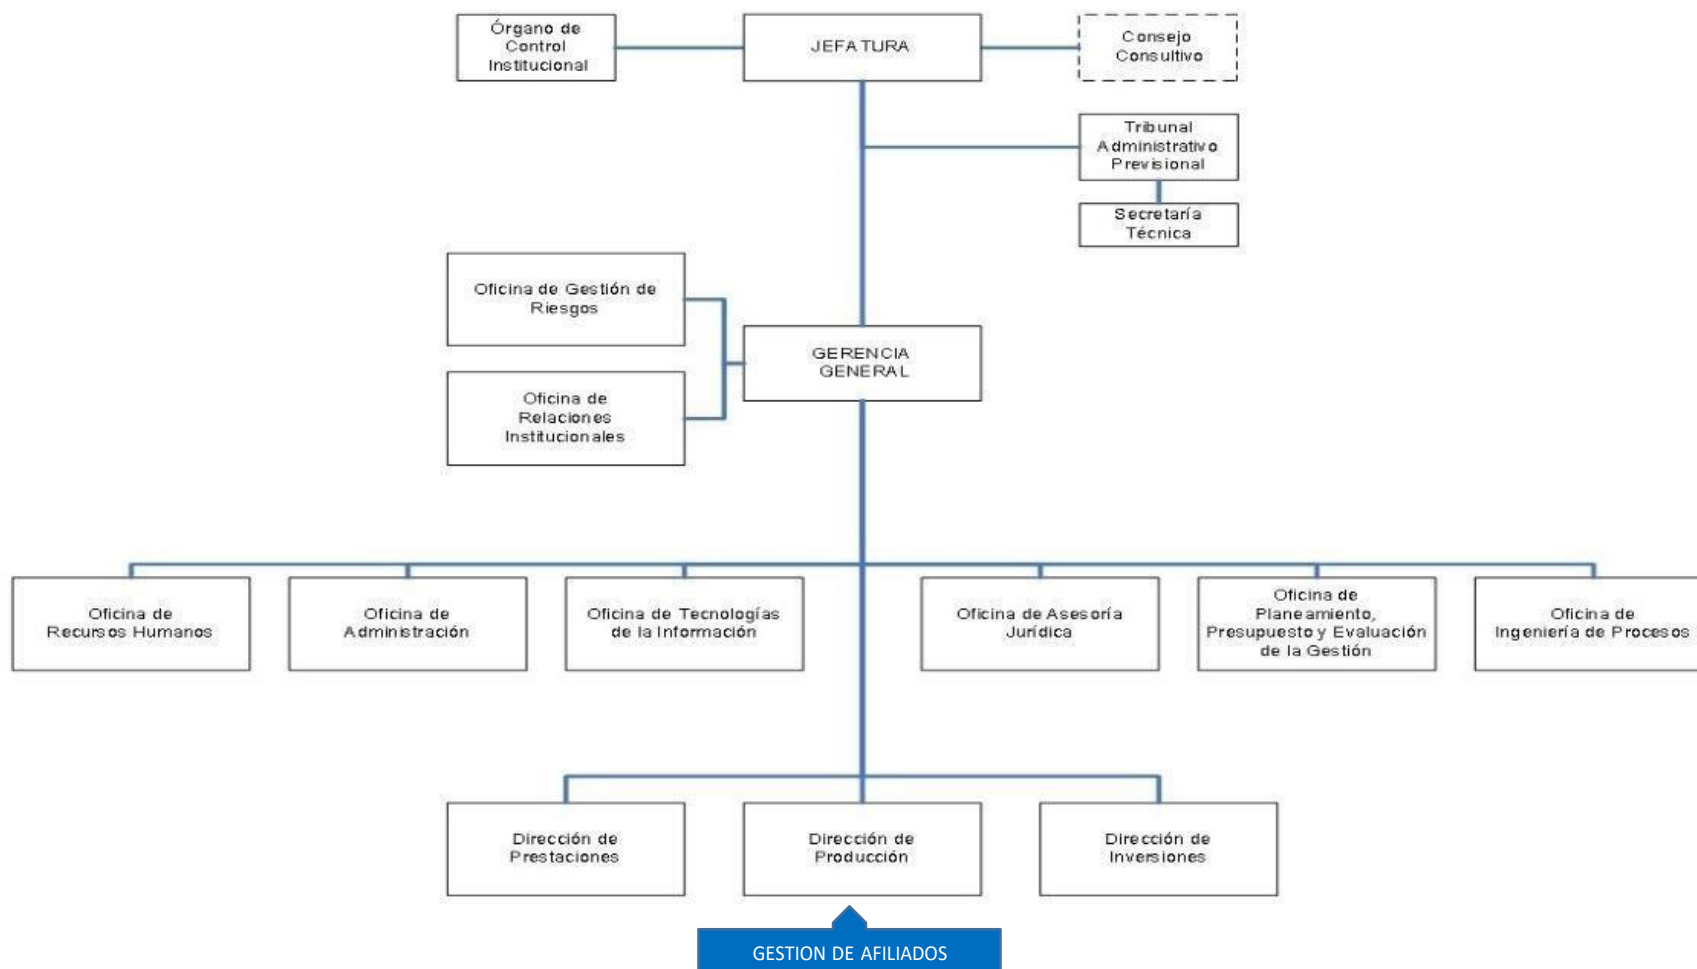 Órgano de
Control
Institucional
JEFATURA
Consejo
Consultivo
Tribunal
Administrativo
Previsional
Secretaría
Técnica
Oficina de Gestión de
Riesgos
GERENCIA
GENERAL
Oficina de
Relaciones
Institucionales
Oficina de
Recursos Humanos
Oficina de
Administración
Oficina de Tecnologías
de la Información
Oficina de Asesoría
Jurídica
Oficina de
Planeamiento,
Presupuesto y Evaluación
de la Gestión
Oficina de
Ingeniería de Procesos
Dirección de
Prestaciones
Dirección de
Producción
Dirección de
Inversiones
GESTION DE AFILIADOS